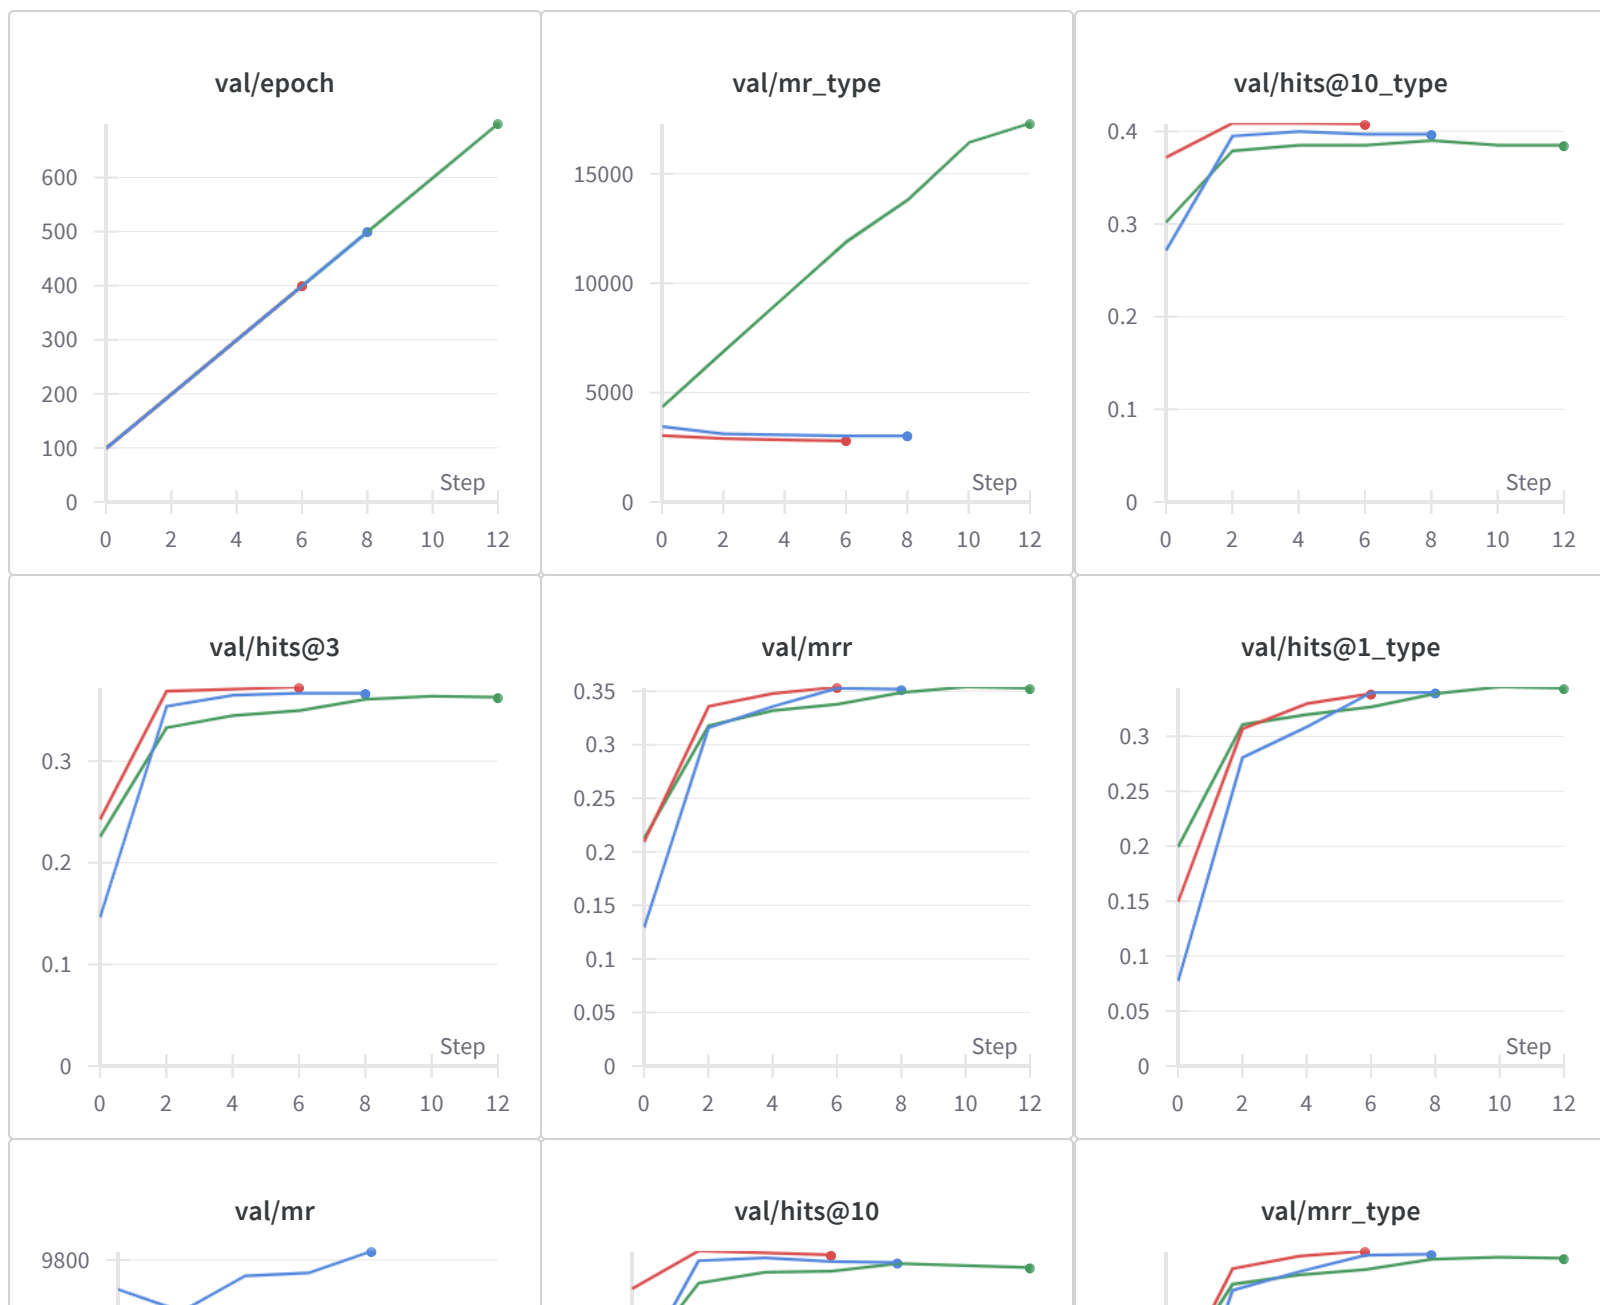 val/epoch
600
500
400
300
200
100
0
Step
0 2 4 6 8 10 12
val/mr_type
15000
10000
5000
0
Step
0 2 4 6 8 10 12
val/hits@10_type
0.4
0.3
0.2
0.1
0
Step
0 2 4 6 8 10 12
val/hits@3
0.3
0.2
0.1
0
Step
0 2 4 6 8 10 12
val/mrr
0.35
0.3
0.25
0.2
0.15
0.1
0.05
0
Step
0 2 4 6 8 10 12
val/hits@1_type
0.3
0.25
0.2
0.15
0.1
0.05
0
Step
0 2 4 6 8 10 12
val/mr
9800
val/hits@10
val/mrr_type